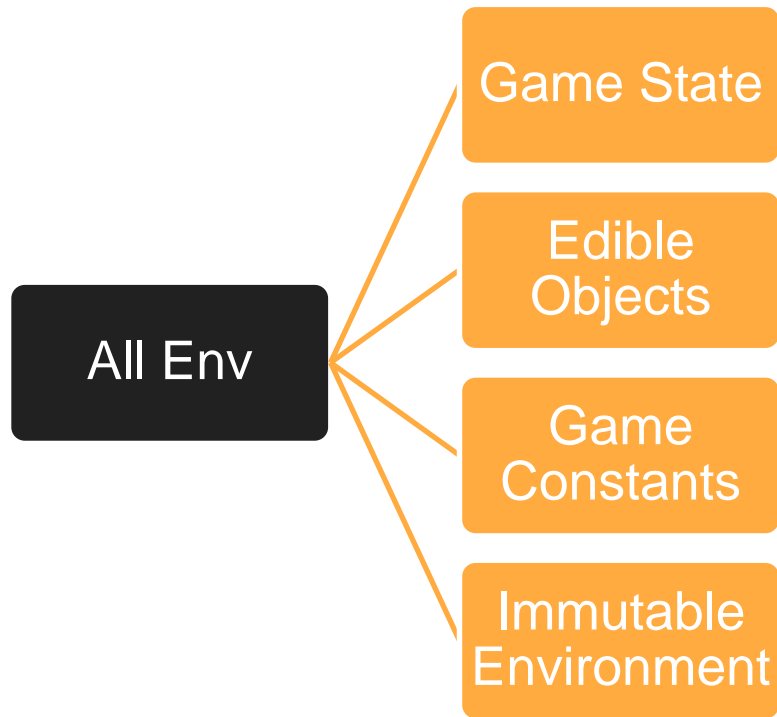 All Env
Game State
Edible
Objects
Game
Constants
Immutable
Environment